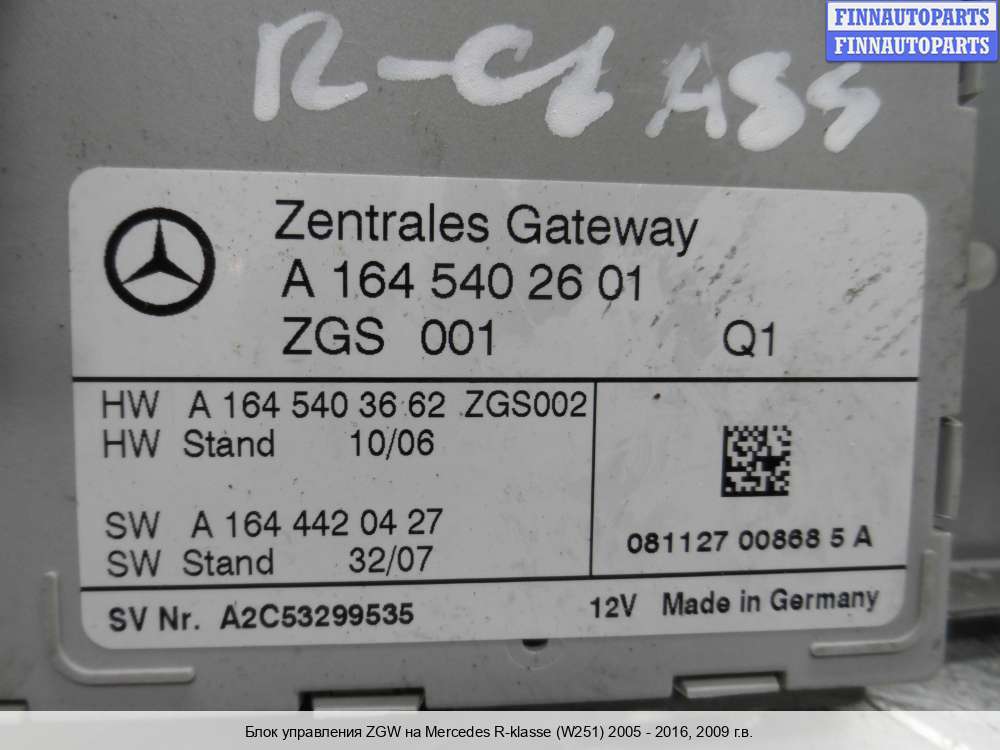 FINNAUTOPARTS
FINNAUTOPARTS
R-ClASS
Zentrales Gateway
A 164 540 26 01
ZGS 001 Q1
HW A 164 540 36 62 ZGS002
HW Stand 10/06
SW A 164 442 04 27
SW Stand 32/07
081127 00868 5 A
SV Nr. A2C53299535
12V Made in Germany
Блок управления ZGW на Mercedes R-klasse (W251) 2005 - 2016, 2009 г.в.